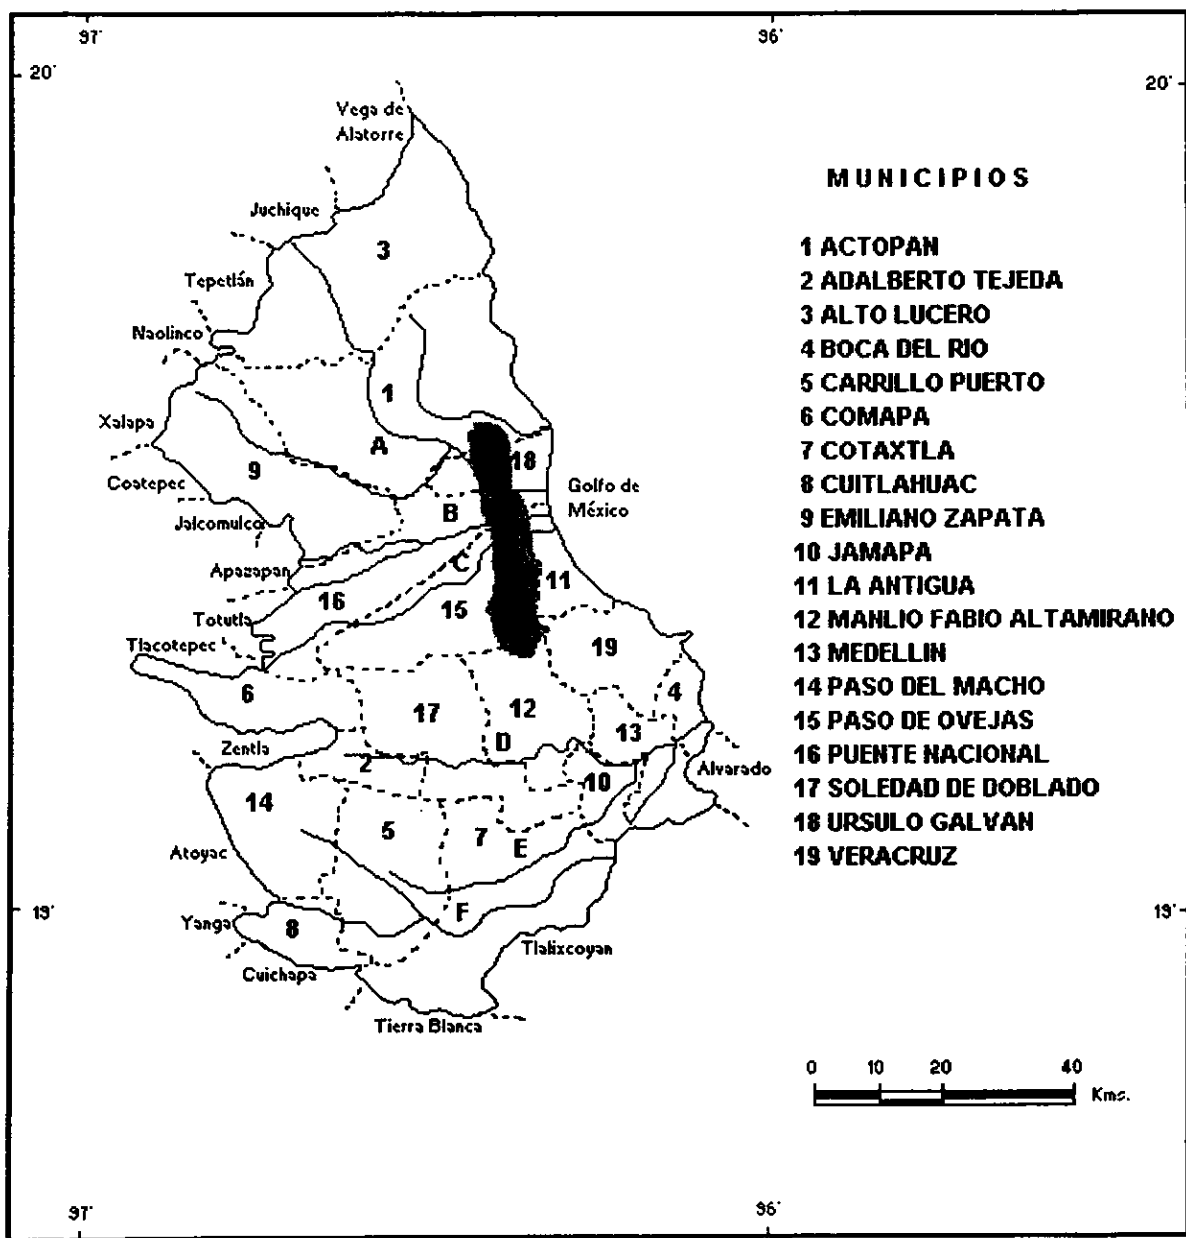 97' 96'
20' 20'
Vega de
Alatorre
MUNICIPIOS
Juchique
3
1 ACTOPAN
Tepetlán
2 ADALBERTO TEJEDA
3 ALTO LUCERO
Naolinco
4 BOCA DEL RIO
1
5 CARRILLO PUERTO
Xalapa
6 COMAPA
A
18
9
7 COTAXTLA
Coatepec
Golfo de
México
8 CUITLAHUAC
B
Jalcomulco
9 EMILIANO ZAPATA
10 JAMAPA
Apazapan
C
11
11 LA ANTIGUA
16
15
Totutla
12 MANLIO FABIO ALTAMIRANO
Tlacotepec
19
13 MEDELLIN
6
4
14 PASO DEL MACHO
17
12
15 PASO DE OVEJAS
13
D
Zentla
16 PUENTE NACIONAL
2
Alvarado
10
17 SOLEDAD DE DOBLADO
14
18 URSULO GALVAN
5
7
E
Atoyac
19 VERACRUZ
19' 19'
F
Yanga
8
Tlalixcoyan
Cuichapa
Tierra Blanca
0 10 20 40
Kms.
97' 96'